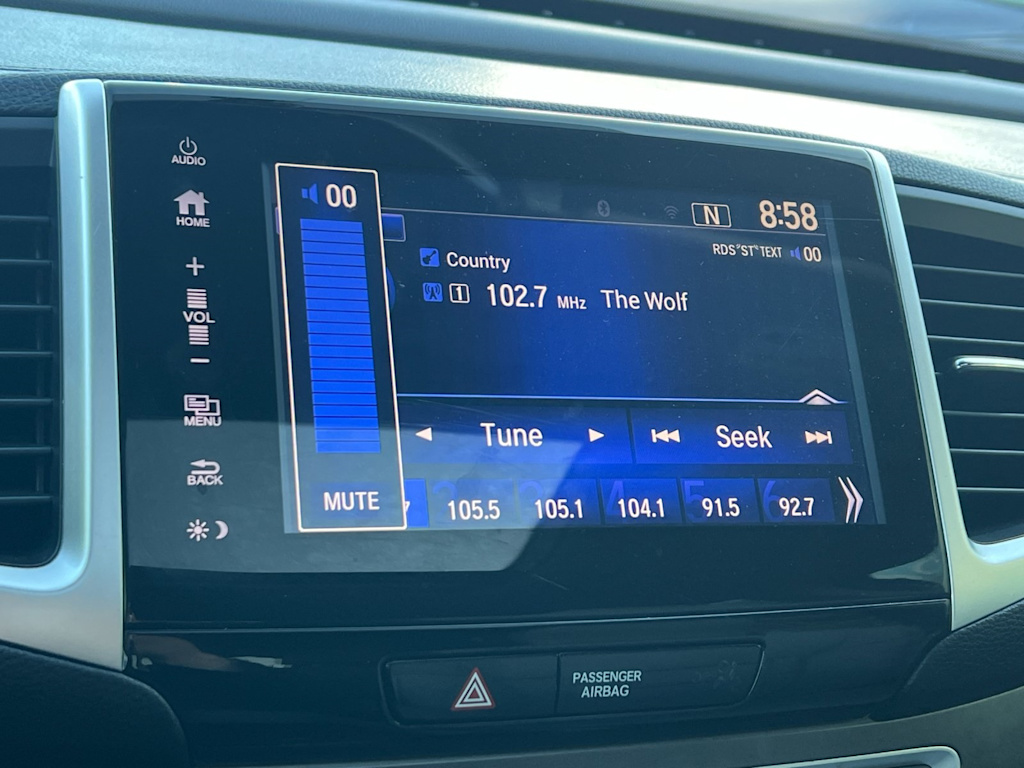 AUDIO
HOME
+
VOL
−
MENU
BACK
00
MUTE
N 8:58
RDS "ST" TEXT 00
Country
1 102.7 MHz The Wolf
Tune
Seek
7 105.5 105.1 104.1 91.5 92.7
PASSENGER
AIRBAG